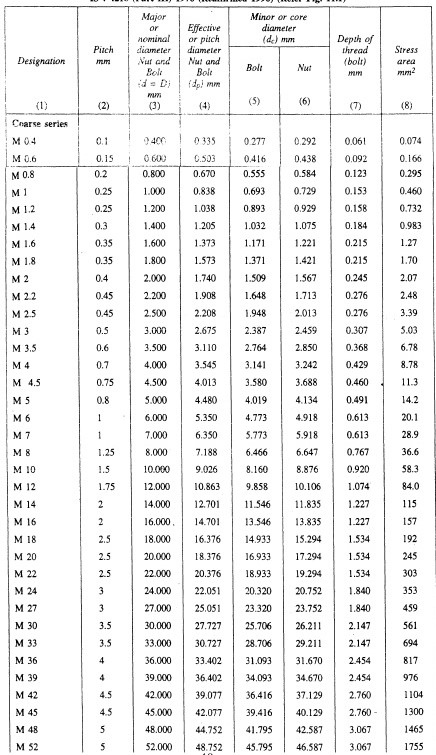 Major
or
nominal
diameter
Nut and
Bolt
(d = D)
mm
(3)
Effective
or pitch
diameter
Nut and
Bolt
(dp) mm
(4)
Minor or core
diameter
(dc) mm
Designation
(1)
Pitch
mm
(2)
Bolt
(5)
Nut
(6)
Depth of
thread
(bolt)
mm
(7)
Stress
area
mm²
(8)
Coarse series
M 0.4 0.1 0.400 0.335 0.277 0.292 0.061 0.074
M 0.6 0.15 0.600 0.503 0.416 0.438 0.092 0.166
M 0.8 0.2 0.800 0.670 0.555 0.584 0.123 0.295
M 1 0.25 1.000 0.838 0.693 0.729 0.153 0.460
M 1.2 0.25 1.200 1.038 0.893 0.929 0.158 0.732
M 1.4 0.3 1.400 1.205 1.032 1.075 0.184 0.983
M 1.6 0.35 1.600 1.373 1.171 1.221 0.215 1.27
M 1.8 0.35 1.800 1.573 1.371 1.421 0.215 1.70
M 2 0.4 2.000 1.740 1.509 1.567 0.245 2.07
M 2.2 0.45 2.200 1.908 1.648 1.713 0.276 2.48
M 2.5 0.45 2.500 2.208 1.948 2.013 0.276 3.39
M 3 0.5 3.000 2.675 2.387 2.459 0.307 5.03
M 3.5 0.6 3.500 3.110 2.764 2.850 0.368 6.78
M 4 0.7 4.000 3.545 3.141 3.242 0.429 8.78
M 4.5 0.75 4.500 4.013 3.580 3.688 0.460 11.3
M 5 0.8 5.000 4.480 4.019 4.134 0.491 14.2
M 6 1 6.000 5.350 4.773 4.918 0.613 20.1
M 7 1 7.000 6.350 5.773 5.918 0.613 28.9
M 8 1.25 8.000 7.188 6.466 6.647 0.767 36.6
M 10 1.5 10.000 9.026 8.160 8.876 0.920 58.3
M 12 1.75 12.000 10.863 9.858 10.106 1.074 84.0
M 14 2 14.000 12.701 11.546 11.835 1.227 115
M 16 2 16.000 14.701 13.546 13.835 1.227 157
M 18 2.5 18.000 16.376 14.933 15.294 1.534 192
M 20 2.5 20.000 18.376 16.933 17.294 1.534 245
M 22 2.5 22.000 20.376 18.933 19.294 1.534 303
M 24 3 24.000 22.051 20.320 20.752 1.840 353
M 27 3 27.000 25.051 23.320 23.752 1.840 459
M 30 3.5 30.000 27.727 25.706 26.211 2.147 561
M 33 3.5 33.000 30.727 28.706 29.211 2.147 694
M 36 4 36.000 33.402 31.093 31.670 2.454 817
M 39 4 39.000 36.402 34.093 34.670 2.454 976
M 42 4.5 42.000 39.077 36.416 37.129 2.760 1104
M 45 4.5 45.000 42.077 39.416 40.129 2.760 1300
M 48 5 48.000 44.752 41.795 42.587 3.067 1465
M 52 5 52.000 48.752 45.795 46.587 3.067 1755